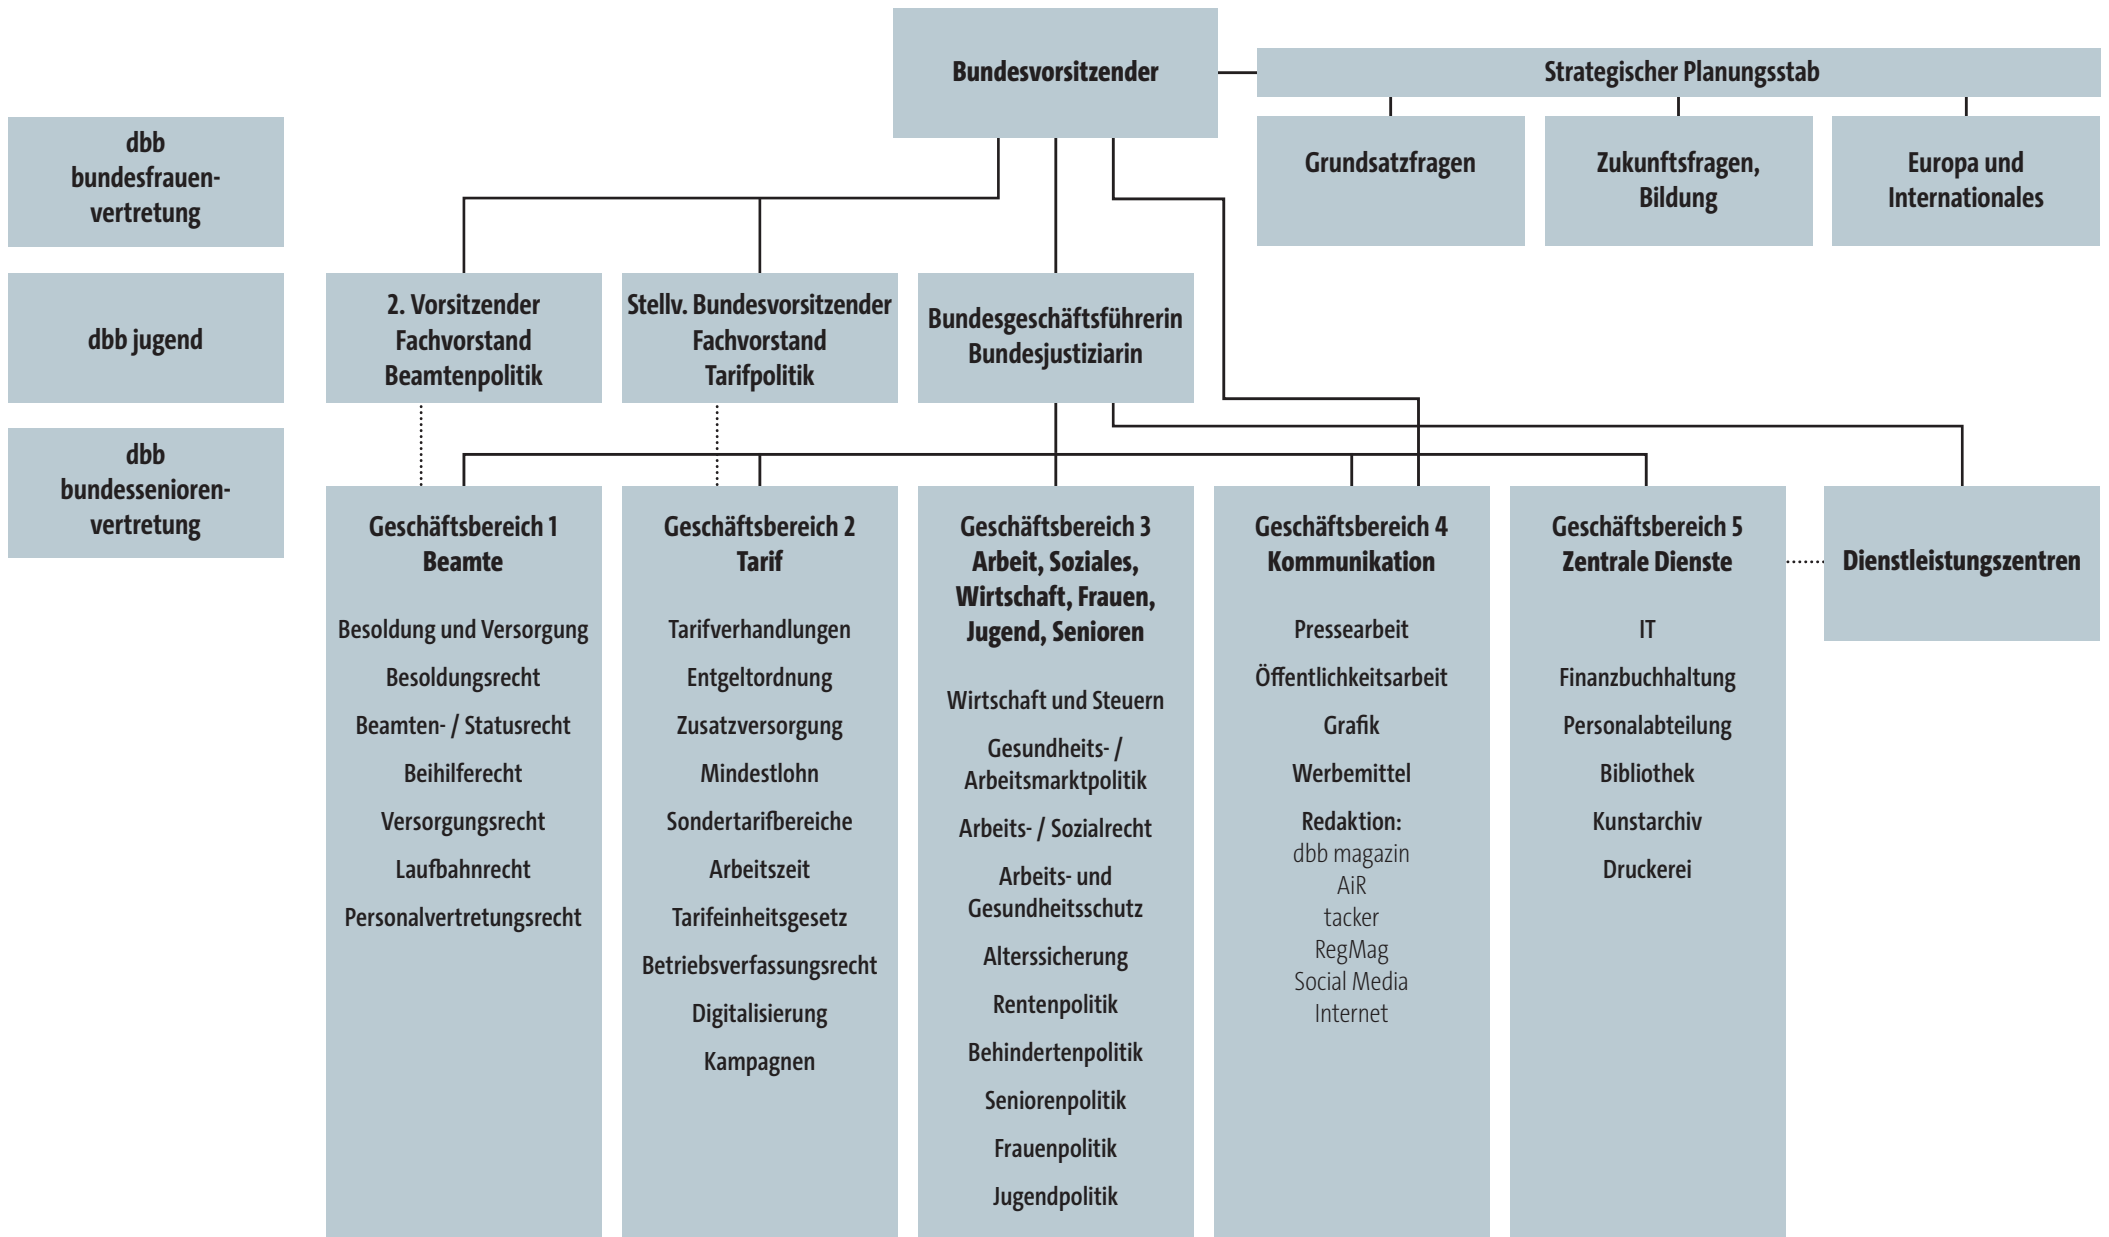 Bundesvorsitzender
Strategischer Planungsstab
Grundsatzfragen
Zukunftsfragen,
Bildung
Europa und
Internationales
dbb
bundesfrauen-
vertretung
dbb jugend
dbb
bundessenioren-
vertretung
2. Vorsitzender
Fachvorstand
Beamtenpolitik
Stellv. Bundesvorsitzender
Fachvorstand
Tarifpolitik
Bundesgeschäftsführerin
Bundesjustiziarin
Geschäftsbereich 1
Beamte
Besoldung und Versorgung
Besoldungsrecht
Beamten- / Statusrecht
Beihilferecht
Versorgungsrecht
Laufbahnrecht
Personalvertretungsrecht
Geschäftsbereich 2
Tarif
Tarifverhandlungen
Entgeltordnung
Zusatzversorgung
Mindestlohn
Sondertarifbereiche
Arbeitszeit
Tarifeinheitsgesetz
Betriebsverfassungsrecht
Digitalisierung
Kampagnen
Geschäftsbereich 3
Arbeit, Soziales,
Wirtschaft, Frauen,
Jugend, Senioren
Wirtschaft und Steuern
Gesundheits- /
Arbeitsmarktpolitik
Arbeits- / Sozialrecht
Arbeits- und
Gesundheitsschutz
Alterssicherung
Rentenpolitik
Behindertenpolitik
Seniorenpolitik
Frauenpolitik
Jugendpolitik
Geschäftsbereich 4
Kommunikation
Pressearbeit
Öffentlichkeitsarbeit
Grafik
Werbemittel
Redaktion:
dbb magazin
AiR
tacker
RegMag
Social Media
Internet
Geschäftsbereich 5
Zentrale Dienste
IT
Finanzbuchhaltung
Personalabteilung
Bibliothek
Kunstarchiv
Druckerei
Dienstleistungszentren